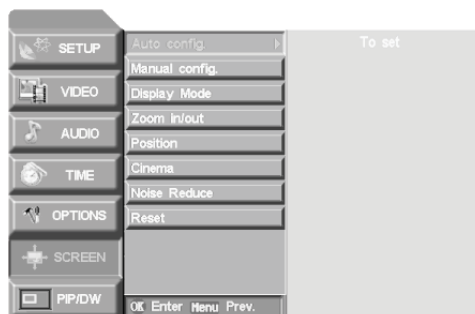 SETUP
VIDEO
AUDIO
TIME
OPTIONS
SCREEN
PIP/DW
Auto config.
Manual config.
Display Mode
Zoom In/out
Position
Cinema
Noise Reduce
Reset
OK Enter Menu Prev.
To set